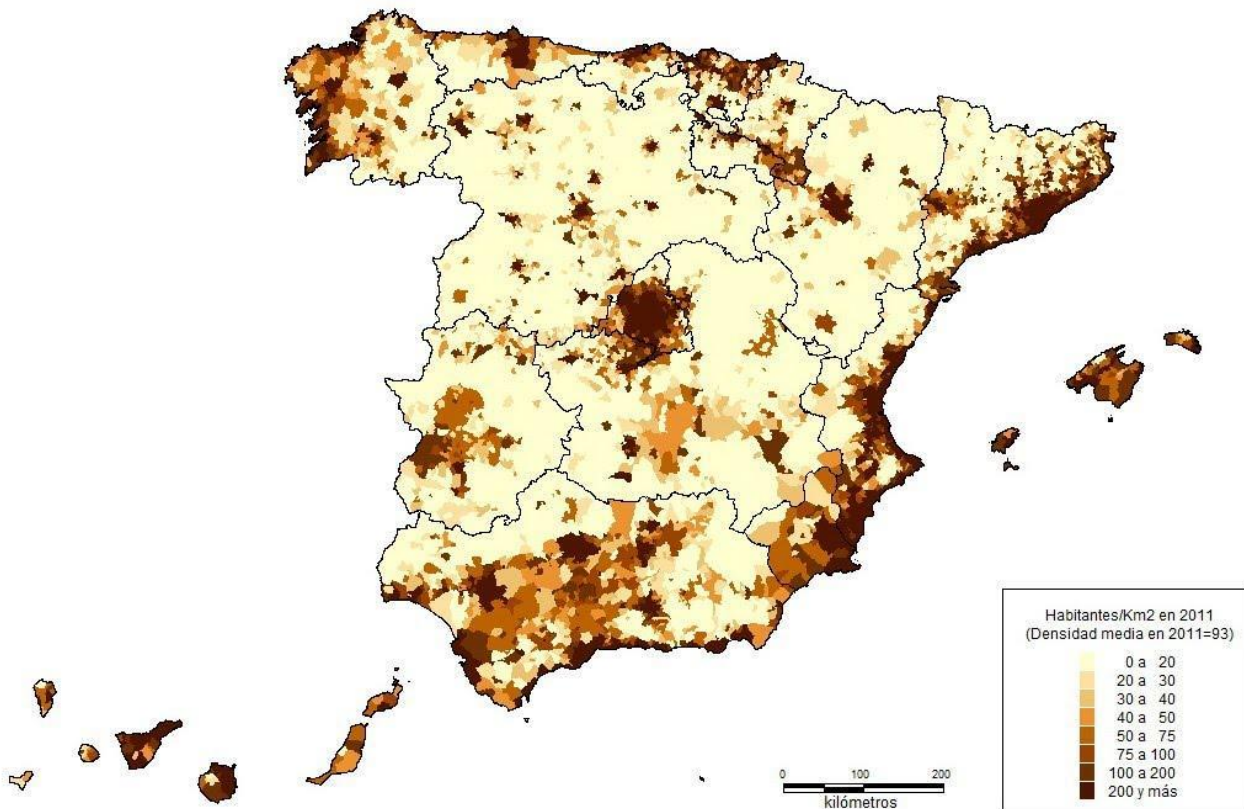 Habitantes/Km2 en 2011
(Densidad media en 2011=93)
0 a 20
20 a 30
30 a 40
40 a 50
50 a 75
75 a 100
100 a 200
200 y más
0 100 200
kilómetros